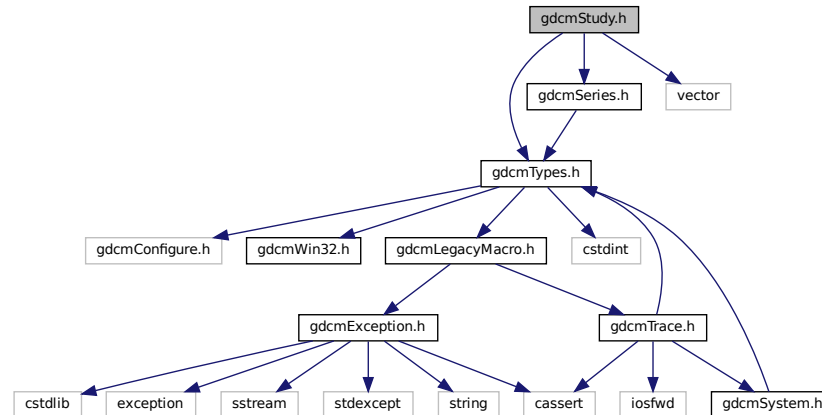 gdcmStudy.h
gdcmSeries.h
vector
gdcmTypes.h
gdcmConfigure.h
gdcmWin32.h
gdcmLegacyMacro.h
cstdint
gdcmException.h
gdcmTrace.h
cstdlib
exception
sstream
stdexcept
string
cassert
iosfwd
gdcmSystem.h